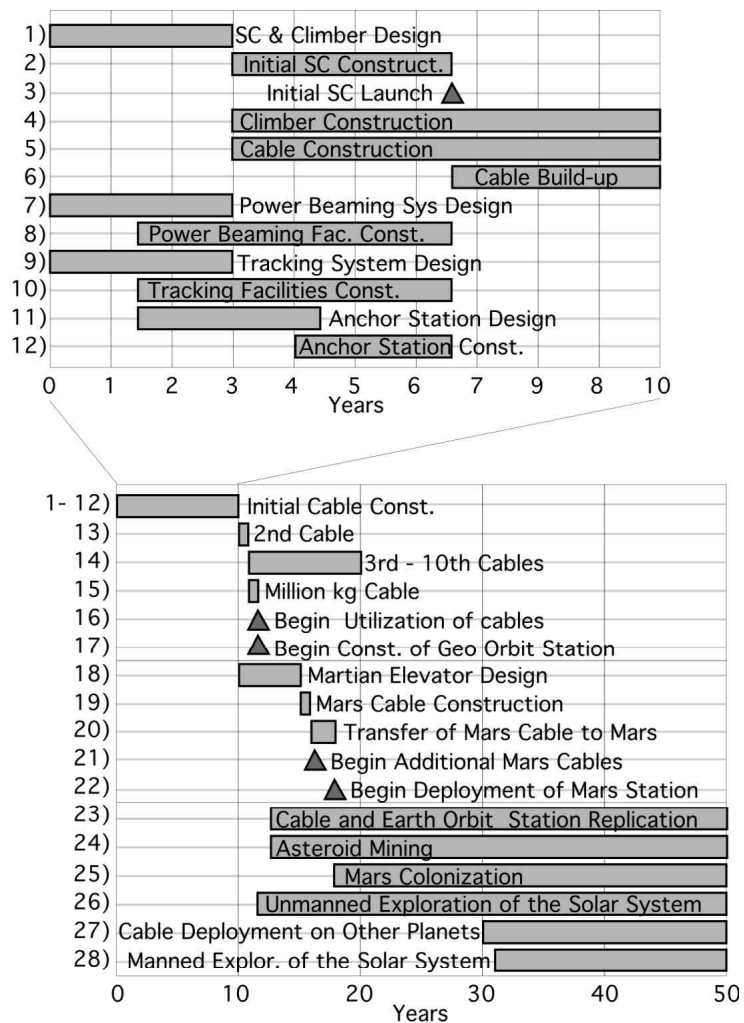 1) SC & Climber Design
2) Initial SC Construct.
3) Initial SC Launch
4) Climber Construction
5) Cable Construction
6) Cable Build-up
7) Power Beaming Sys Design
8) Power Beaming Fac. Const.
9) Tracking System Design
10) Tracking Facilities Const.
11) Anchor Station Design
12) Anchor Station Const.
0 1 2 3 4 5 6 7 9 8 10
Years
1- 12) Initial Cable Const.
13) 2nd Cable
14) 3rd - 10th Cables
15) Million kg Cable
16) Begin Utilization of cables
17) Begin Const. of Geo Orbit Station
18) Martian Elevator Design
19) Mars Cable Construction
20) Transfer of Mars Cable to Mars
21) Begin Additional Mars Cables
22) Begin Deployment of Mars Station
23) Cable and Earth Orbit Station Replication
24) Asteroid Mining
25) Mars Colonization
26) Unmanned Exploration of the Solar System
27) Cable Deployment on Other Planets
28) Manned Explor. of the Solar System
0 10 20 30 40 50
Years